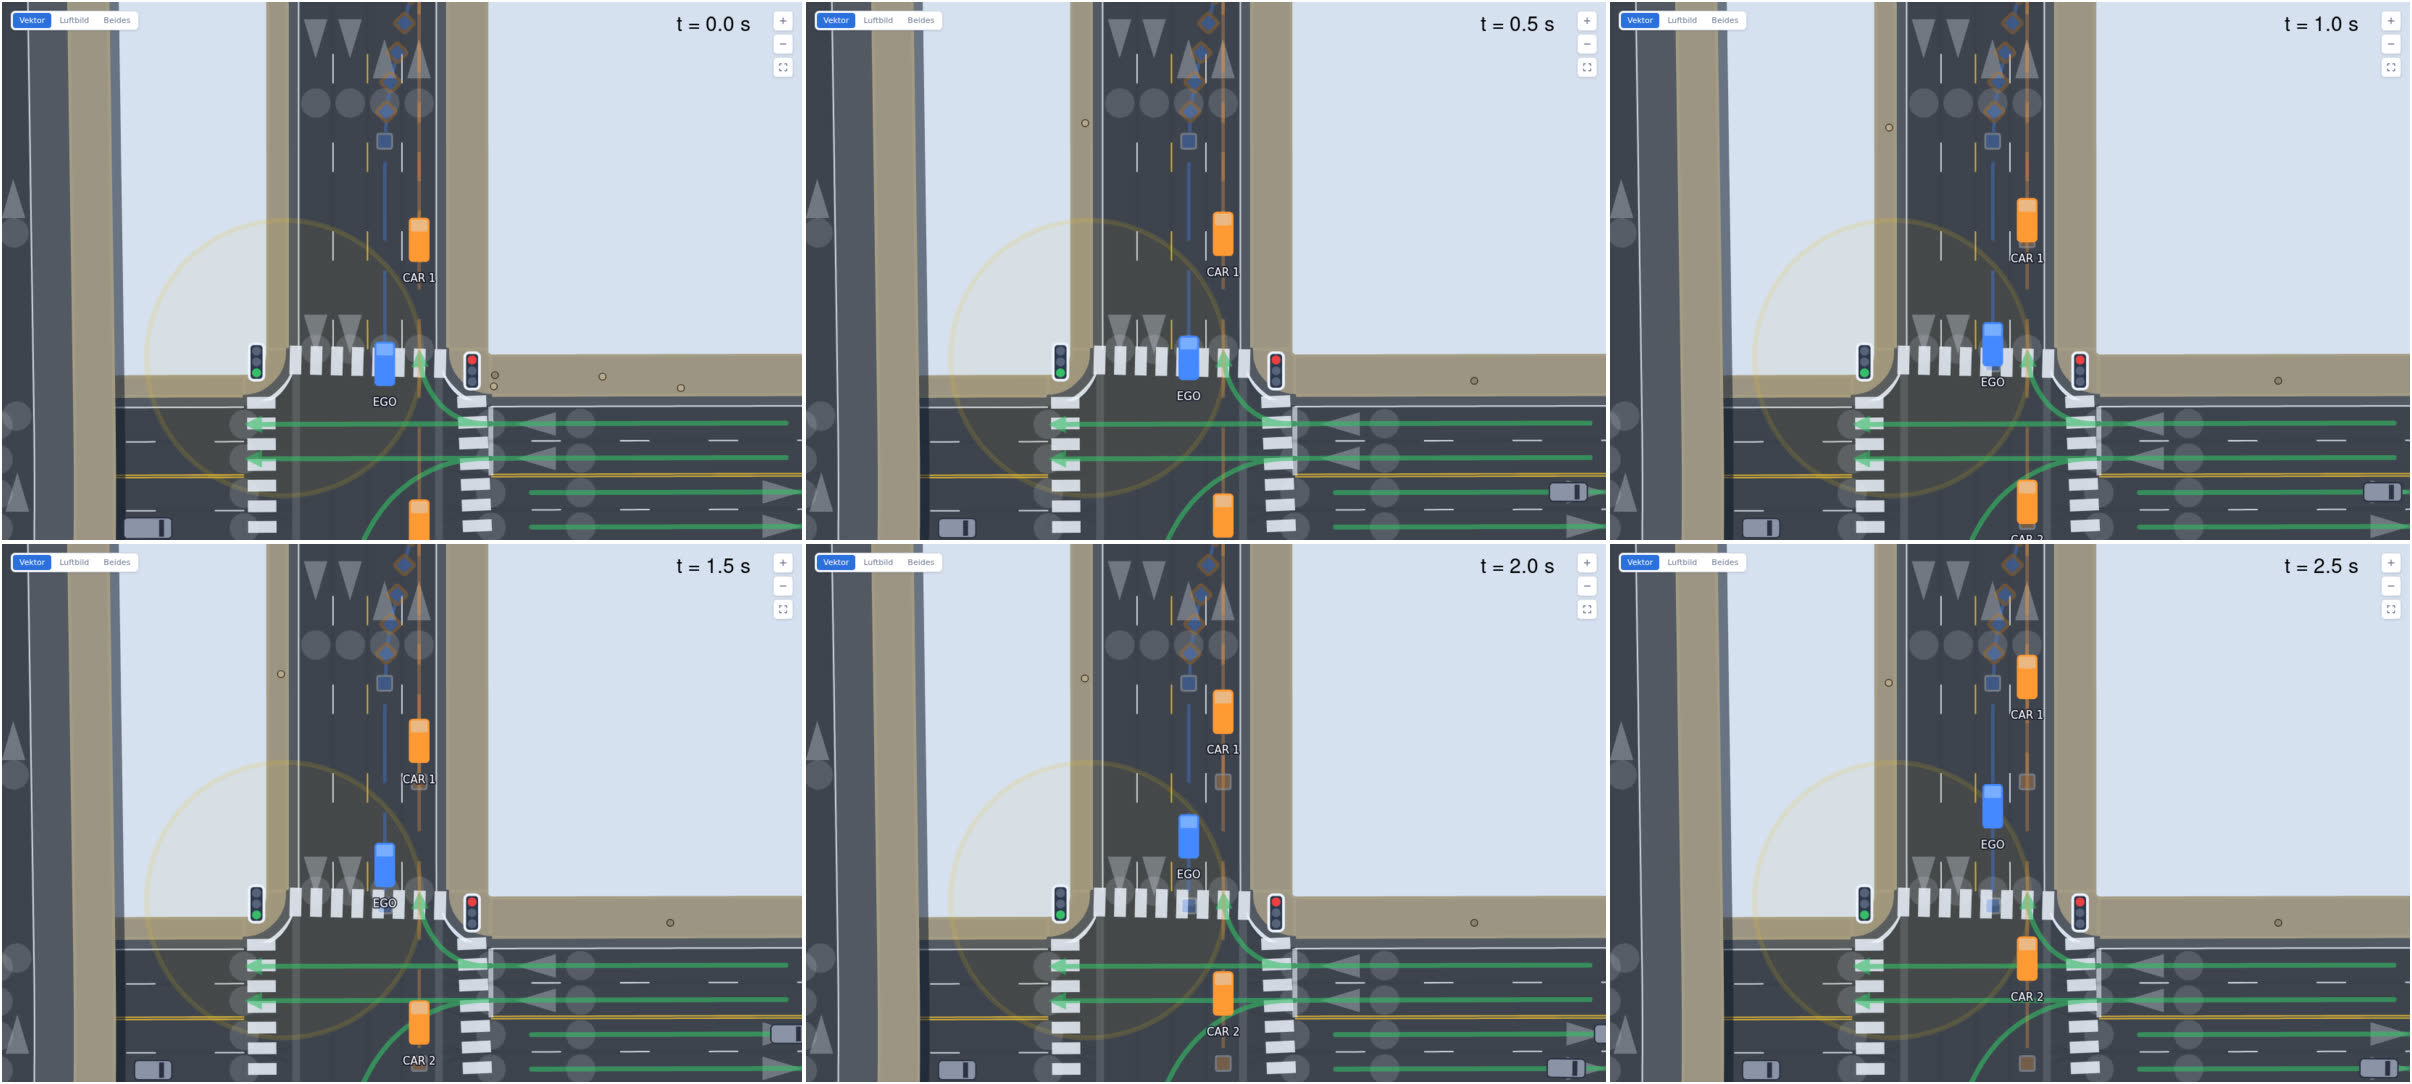 Vektor Luftbild Beides
t = 0.0 s
+
−
CAR 1
EGO
Vektor Luftbild Beides
t = 0.5 s
+
−
CAR 1
EGO
Vektor Luftbild Beides
t = 1.0 s
+
−
CAR 1
EGO
CAR 2
Vektor Luftbild Beides
t = 1.5 s
+
−
CAR 1
EGO
CAR 2
Vektor Luftbild Beides
t = 2.0 s
+
−
CAR 1
EGO
CAR 2
Vektor Luftbild Beides
t = 2.5 s
+
−
CAR 1
EGO
CAR 2